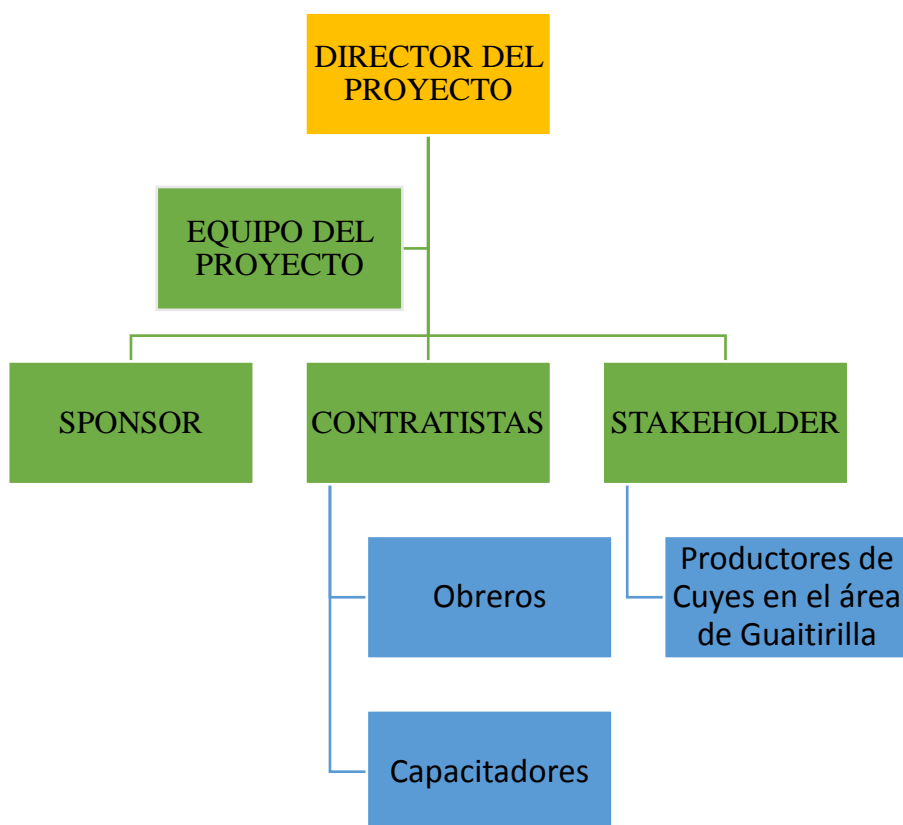 DIRECTOR DEL
PROYECTO
EQUIPO DEL
PROYECTO
SPONSOR
CONTRATISTAS
STAKEHOLDER
Obreros
Productores de
Cuyes en el área
de Guaitirilla
Capacitadores